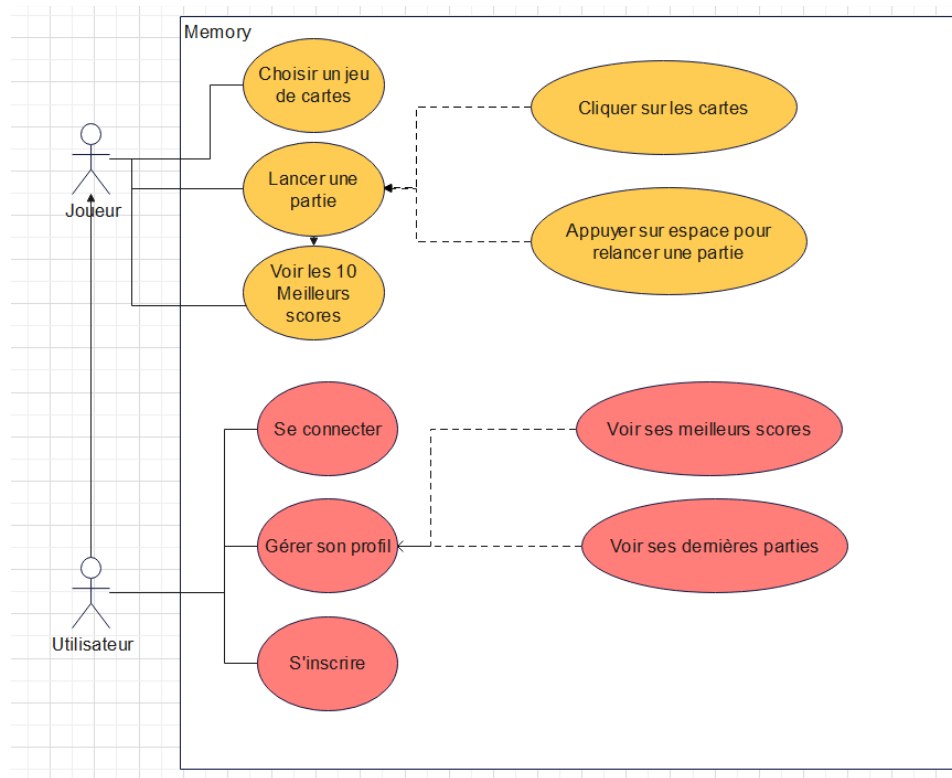 Memory
Choisir un jeu
de cartes
Cliquer sur les cartes
Joueur
Lancer une
partie
Appuyer sur espace pour
relancer une partie
Voir les 10
Meilleurs
scores
Se connecter
Voir ses meilleurs scores
Gérer son profil
Voir ses dernières parties
Utilisateur
S'inscrire